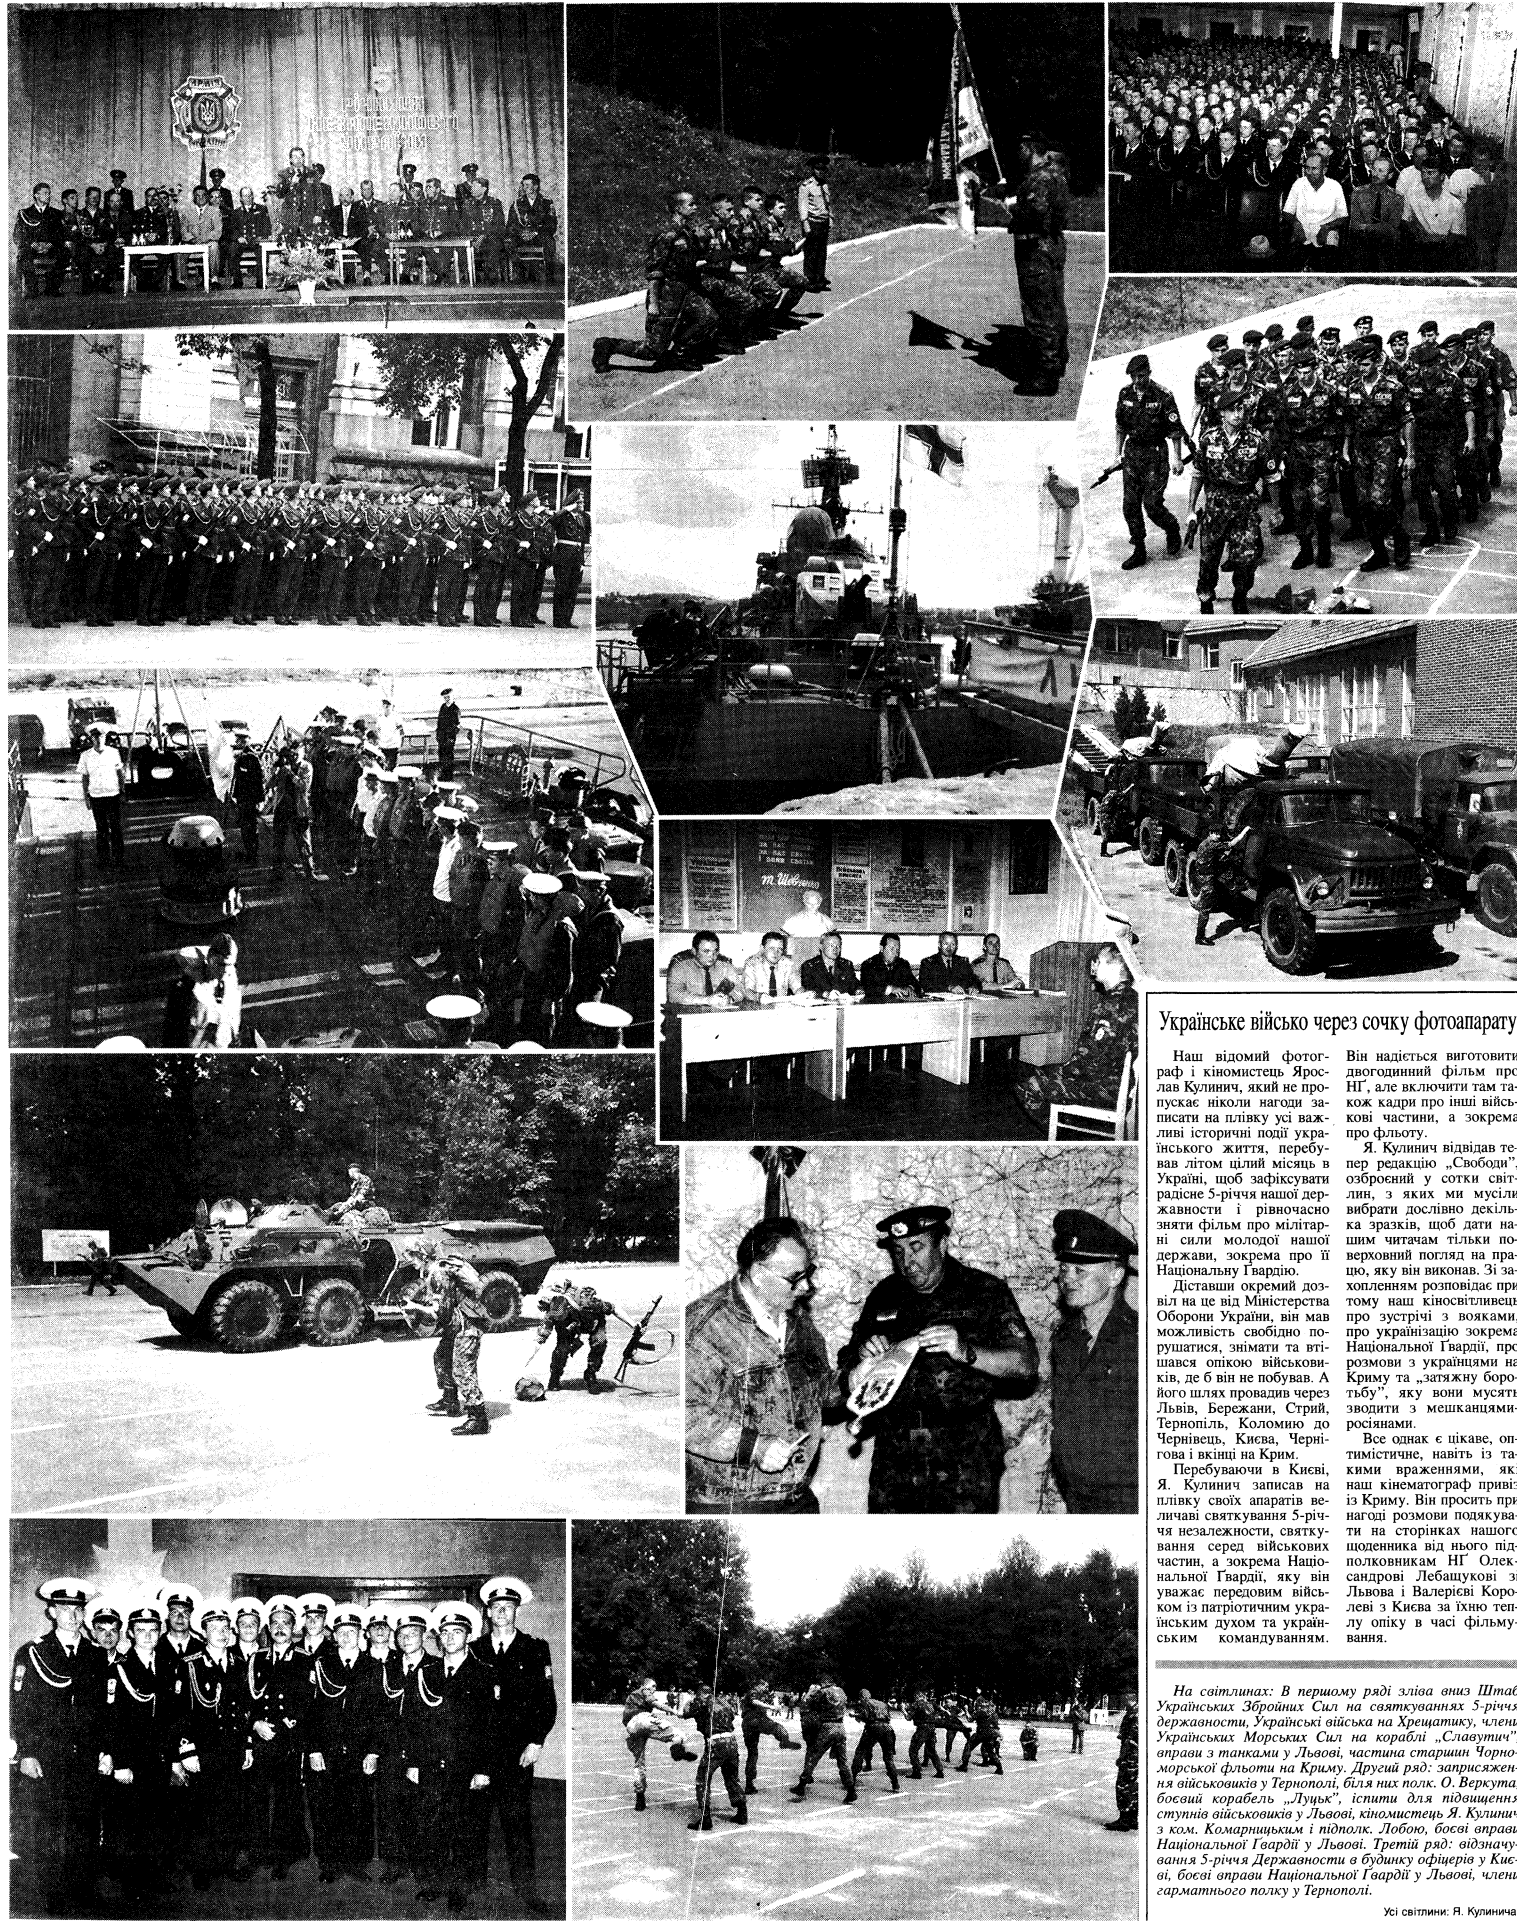 5
РІЧНИЦЯ
НЕЗАЛЕЖНОСТІ
УКРАЇНИ
і вами святая
т. Шевченко
Українське військо через сочку фотоапарату
Наш відомий фотог-
раф і кіномистець Ярос-
лав Кулинич, який не про-
пускає ніколи нагоди за-
писати на плівку усі важ-
ливі історичні події укра-
їнського життя, перебу-
вав літом цілий місяць в
Україні, щоб зафіксувати
радісне 5-річчя нашої дер-
жавности і рівночасно
зняти фільм про мілітар-
ні сили молодої нашої
держави, зокрема про її
Національну Ґвардію.
Діставши окремий доз-
віл на це від Міністерства
Оборони України, він мав
можливість свобідно по-
рушатися, знімати та вті-
шався опікою військови-
ків, де б він не побував. А
його шлях провадив через
Львів, Бережани, Стрий,
Тернопіль, Коломию до
Чернівець, Києва, Черні-
гова і вкінці на Крим.
Перебуваючи в Києві,
Я. Кулинич записав на
плівку своїх апаратів ве-
личаві святкування 5-річ-
чя незалежности, святку-
вання серед військових
частин, а зокрема Націо-
нальної Ґвардії, яку він
уважає передовим війсь-
ком із патріотичним укра-
їнським духом та україн-
ським командуванням.
Він надіється виготовити
двогодинний фільм про
НҐ, але включити там та-
кож кадри про інші війсь-
кові частини, а зокрема
про фльоту.
Я. Кулинич відвідав те-
пер редакцію „Свободи”,
озброєний у сотки світ-
лин, з яких ми мусіли
вибрати дослівно декіль-
ка зразків, щоб дати на-
шим читачам тільки по-
верховний погляд на пра-
цю, яку він виконав. Зі за-
хопленням розповідає при
тому наш кіносвітливець
про зустрічі з вояками,
про українізацію зокрема
Національної Ґвардії, про
розмови з українцями на
Криму та „затяжну боро-
тьбу”, яку вони мусять
зводити з мешканцями-
росіянами.
Все однак є цікаве, оп-
тимістичне, навіть із та-
кими враженнями, які
наш кінематограф привіз
із Криму. Він просить при
нагоді розмови подякува-
ти на сторінках нашого
щоденника від нього під-
полковникам НҐ Олек-
сандрові Лебащукові зі
Львова і Валерієві Коро-
леві з Києва за їхню теп-
лу опіку в часі фільму-
вання.
На світлинах: В першому ряді зліва вниз Штаб
Українських Збройних Сил на святкуваннях 5-річчя
державности, Українські війська на Хрещатику, члени
Українських Морських Сил на кораблі „Славутич”,
вправи з танками у Львові, частина старшин Чорно-
морської фльоти на Криму. Другий ряд: заприсяжен-
ня військовиків у Тернополі, біля них полк. О. Веркута,
боєвий корабель „Луцьк”, іспити для підвищення
ступнів військовиків у Львові, кіномистець Я. Кулинич
з ком. Комарницьким і підполк. Лобою, боєві вправи
Національної Ґвардії у Львові. Третій ряд: відзначу-
вання 5-річчя Державности в будинку офіцерів у Киє-
ві, боєві вправи Національної Ґвардії у Львові, члени
гарматнього полку у Тернополі.
Усі світлини: Я. Кулинича